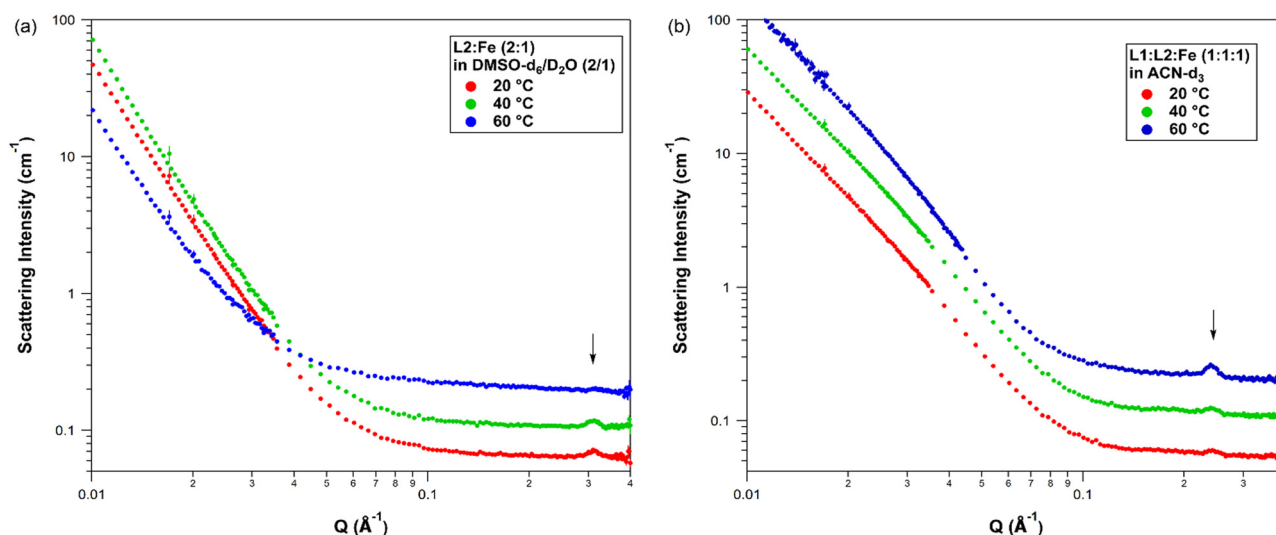 (a)
100
10
1
0.1
Scattering Intensity (cm⁻¹)
L2:Fe (2:1)
in DMSO-d₆/D₂O (2/1)
20 °C
40 °C
60 °C
0.01
2
3
4
5
6
7
8
9
0.1
2
3
4
Q (Å⁻¹)
(b)
100
10
1
0.1
Scattering Intensity (cm⁻¹)
L1:L2:Fe (1:1:1)
in ACN-d₃
20 °C
40 °C
60 °C
0.01
2
3
4
5
6
7
8
9
0.1
2
3
Q (Å⁻¹)